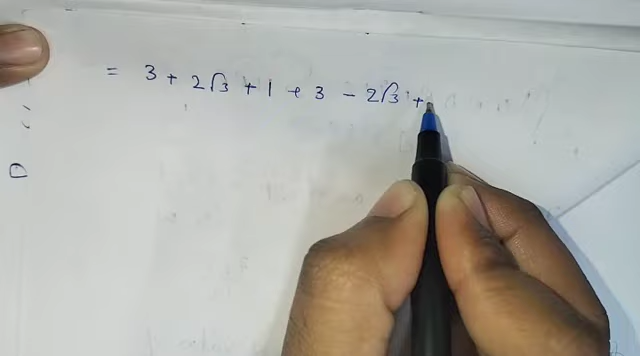 = 3 + 2√3 + 1 + 3 - 2√3 +